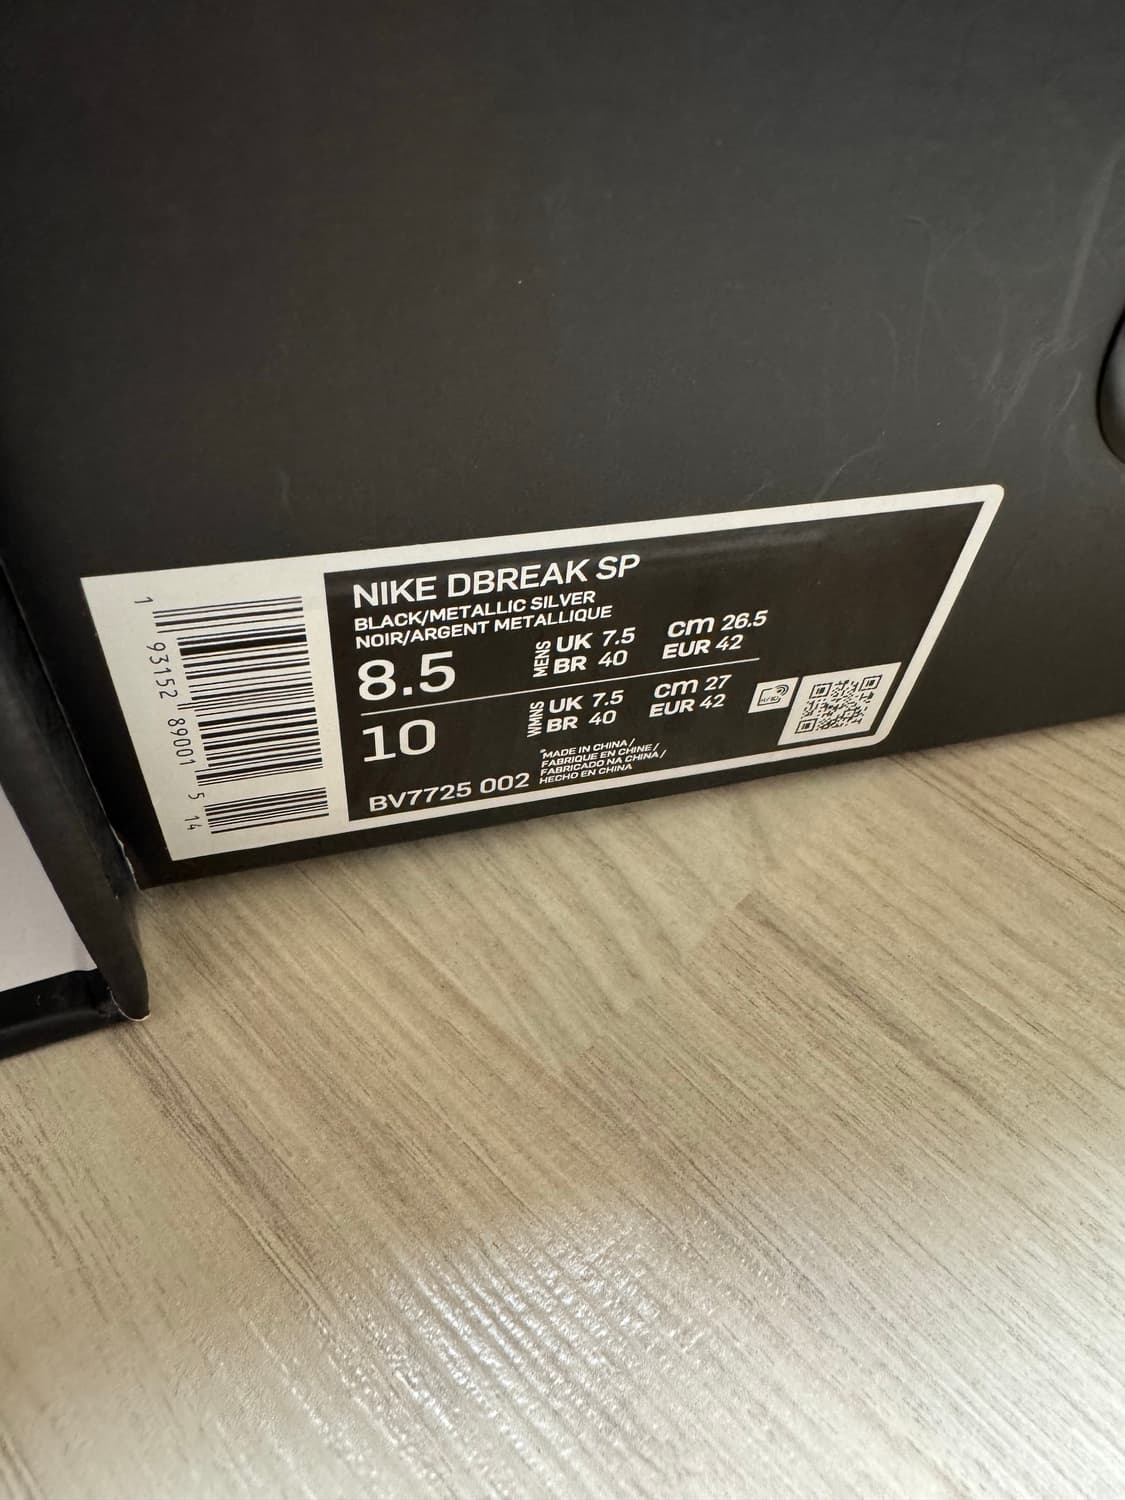 NIKE DBREAK SP
BLACK/METALLIC SILVER
NOIR/ARGENT METALLIQUE
8.5 MENS UK 7.5 cm 26.5
BR 40 EUR 42
10 WMNS UK 7.5 cm 27
BR 40 EUR 42
BV7725 002
*MADE IN CHINA/
FABRIQUE EN CHINE/
FABRICADO NA CHINA/
HECHO EN CHINA
1 93152 89001 5 14